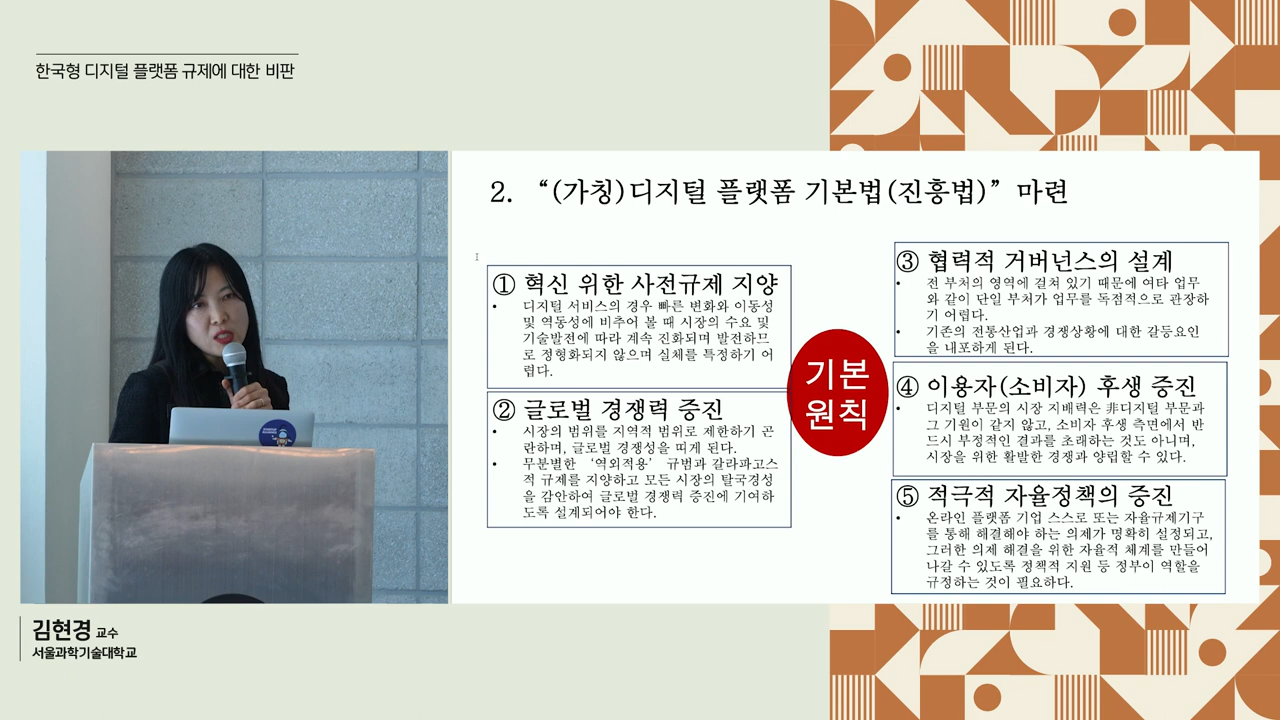 한국형 디지털 플랫폼 규제에 대한 비판
2. “(가칭)디지털 플랫폼 기본법(진흥법)” 마련
① 혁신 위한 사전규제 지양
• 디지털 서비스의 경우 빠른 변화와 이동성
및 역동성에 비추어 볼 때 시장의 수요 및
기술발전에 따라 계속 진화되며 발전하므
로 정형화되지 않으며 실체를 특정하기 어
렵다.
② 글로벌 경쟁력 증진
• 시장의 범위를 지역적 범위로 제한하기 곤
란하며, 글로벌 경쟁성을 띠게 된다.
• 무분별한 ‘역외적용’ 규범과 갈라파고스
적 규제를 지양하고 모든 시장의 탈국경성
을 감안하여 글로벌 경쟁력 증진에 기여하
도록 설계되어야 한다.
기본
원칙
③ 협력적 거버넌스의 설계
• 전 부처의 영역에 걸쳐 있기 때문에 여타 업무
와 같이 단일 부처가 업무를 독점적으로 관장하
기 어렵다.
• 기존의 전통산업과 경쟁상황에 대한 갈등요인
을 내포하게 된다.
④ 이용자(소비자) 후생 증진
• 디지털 부문의 시장 지배력은 非디지털 부문과
그 기원이 같지 않고, 소비자 후생 측면에서 반
드시 부정적인 결과를 초래하는 것도 아니며,
시장을 위한 활발한 경쟁과 양립할 수 있다.
⑤ 적극적 자율정책의 증진
• 온라인 플랫폼 기업 스스로 또는 자율규제기구
를 통해 해결해야 하는 의제가 명확히 설정되고,
그러한 의제 해결을 위한 자율적 체계를 만들어
나갈 수 있도록 정책적 지원 등 정부이 역할을
규정하는 것이 필요하다.
김현경 교수
서울과학기술대학교